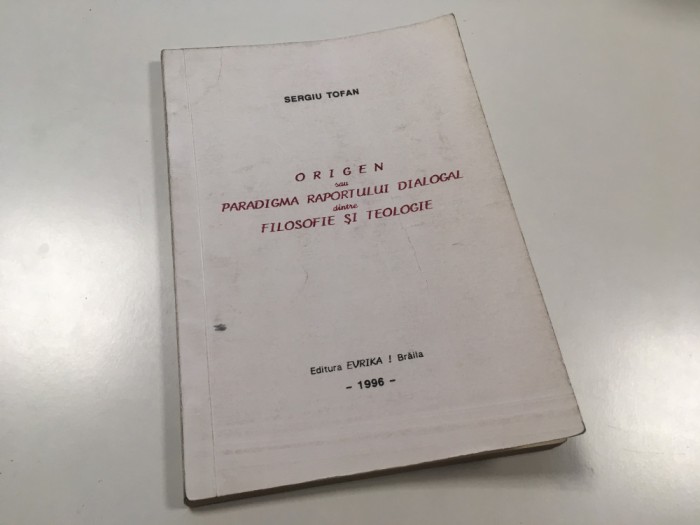 SERGIU TOFAN
ORIGEN
sau
PARADIGMA RAPORTULUI DIALOGAL
dintre
FILOSOFIE ŞI TEOLOGIE
Editura EVRIKA ! Brăila
- 1996 -